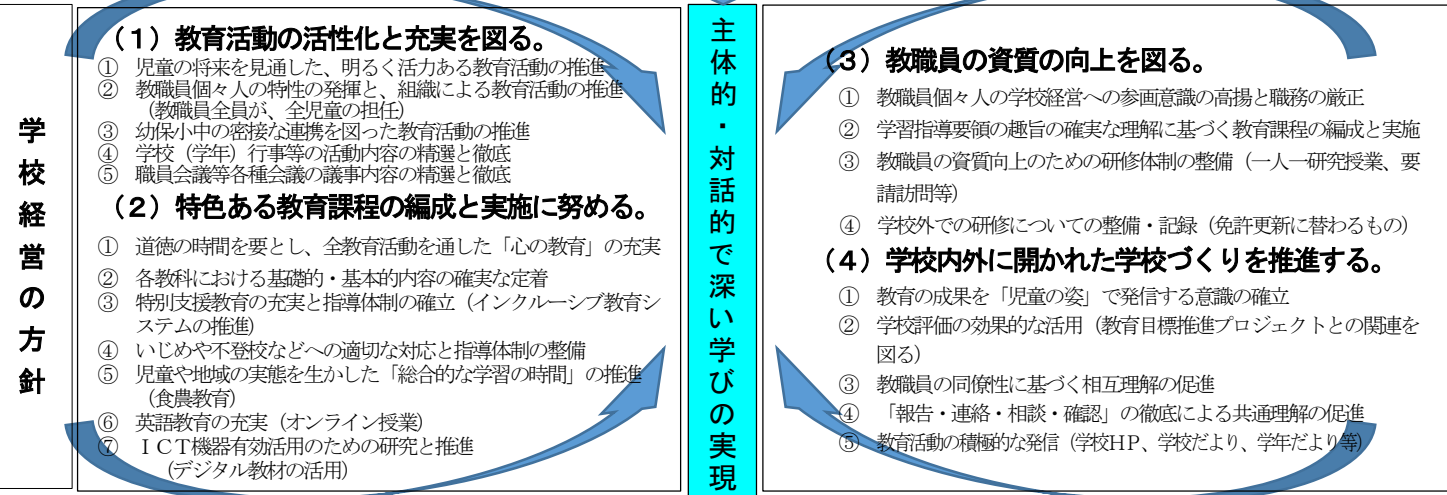 学校経営の方針
（１）教育活動の活性化と充実を図る。
① 児童の将来を見通した、明るく活力ある教育活動の推進
② 教職員個々人の特性の発揮と、組織による教育活動の推進
（教職員全員が、全児童の担任）
③ 幼保小中の密接な連携を図った教育活動の推進
④ 学校（学年）行事等の活動内容の精選と徹底
⑤ 職員会議等各種会議の議事内容の精選と徹底
（２）特色ある教育課程の編成と実施に努める。
① 道徳の時間を要とし、全教育活動を通した「心の教育」の充実
② 各教科における基礎的・基本的内容の確実な定着
③ 特別支援教育の充実と指導体制の確立（インクルーシブ教育シ
ステムの推進）
④ いじめや不登校などへの適切な対応と指導体制の整備
⑤ 児童や地域の実態を生かした「総合的な学習の時間」の推進
（食農教育）
⑥ 英語教育の充実（オンライン授業）
⑦ ＩＣＴ機器有効活用のための研究と推進
（デジタル教材の活用）
主体的・対話的で深い学びの実現
（３）教職員の資質の向上を図る。
① 教職員個々人の学校経営への参画意識の高揚と職務の厳正
② 学習指導要領の趣旨の確実な理解に基づく教育課程の編成と実施
③ 教職員の資質向上のための研修体制の整備（一人一研究授業、要
請訪問等）
④ 学校外での研修についての整備・記録（免許更新に替わるもの）
（４）学校内外に開かれた学校づくりを推進する。
① 教育の成果を「児童の姿」で発信する意識の確立
② 学校評価の効果的な活用（教育目標推進プロジェクトとの関連を
図る）
③ 教職員の同僚性に基づく相互理解の促進
④ 「報告・連絡・相談・確認」の徹底による共通理解の促進
⑤ 教育活動の積極的な発信（学校ＨＰ、学校だより、学年だより等）